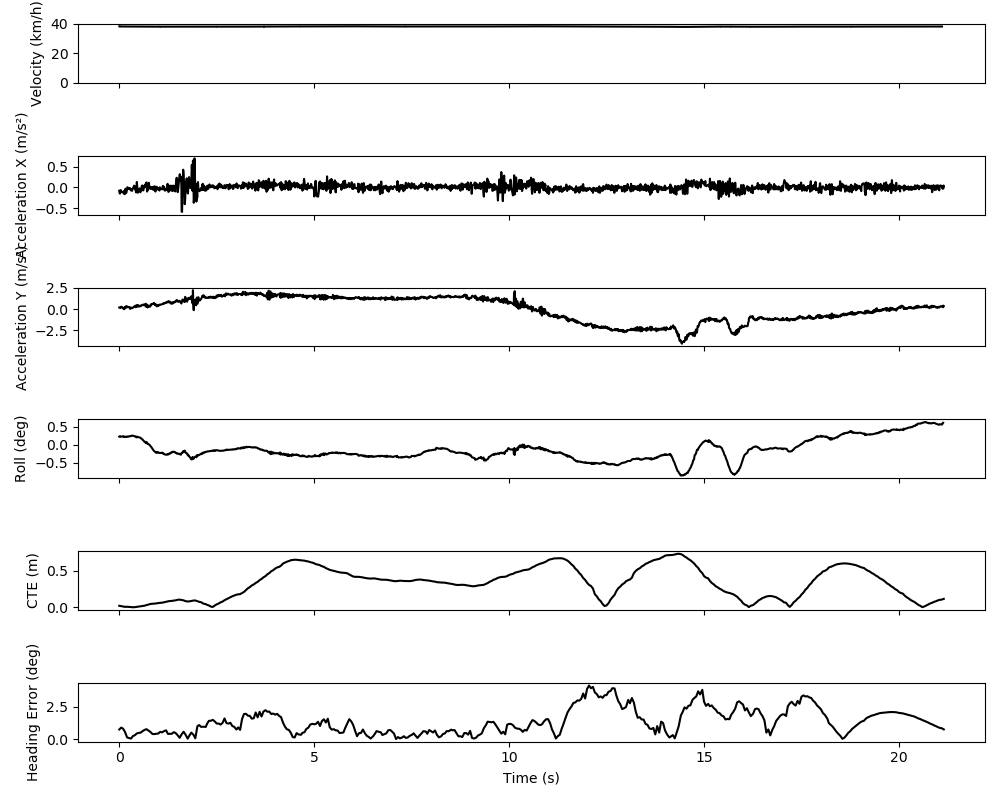 Velocity (km/h)
40
20
0
Acceleration X (m/s²)
0.5
0.0
−0.5
Acceleration Y (m/s²)
2.5
0.0
−2.5
Roll (deg)
0.5
0.0
−0.5
CTE (m)
0.5
0.0
Heading Error (deg)
2.5
0.0
0 5 10 15 20
Time (s)